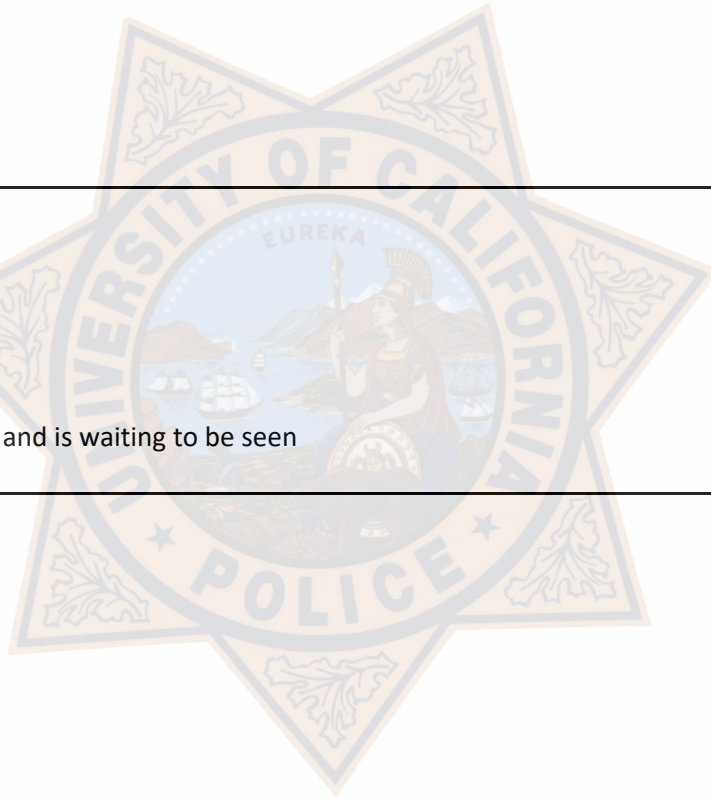 UNIVERSITY OF CALIFORNIA
EUREKA
and is waiting to be seen
POLICE